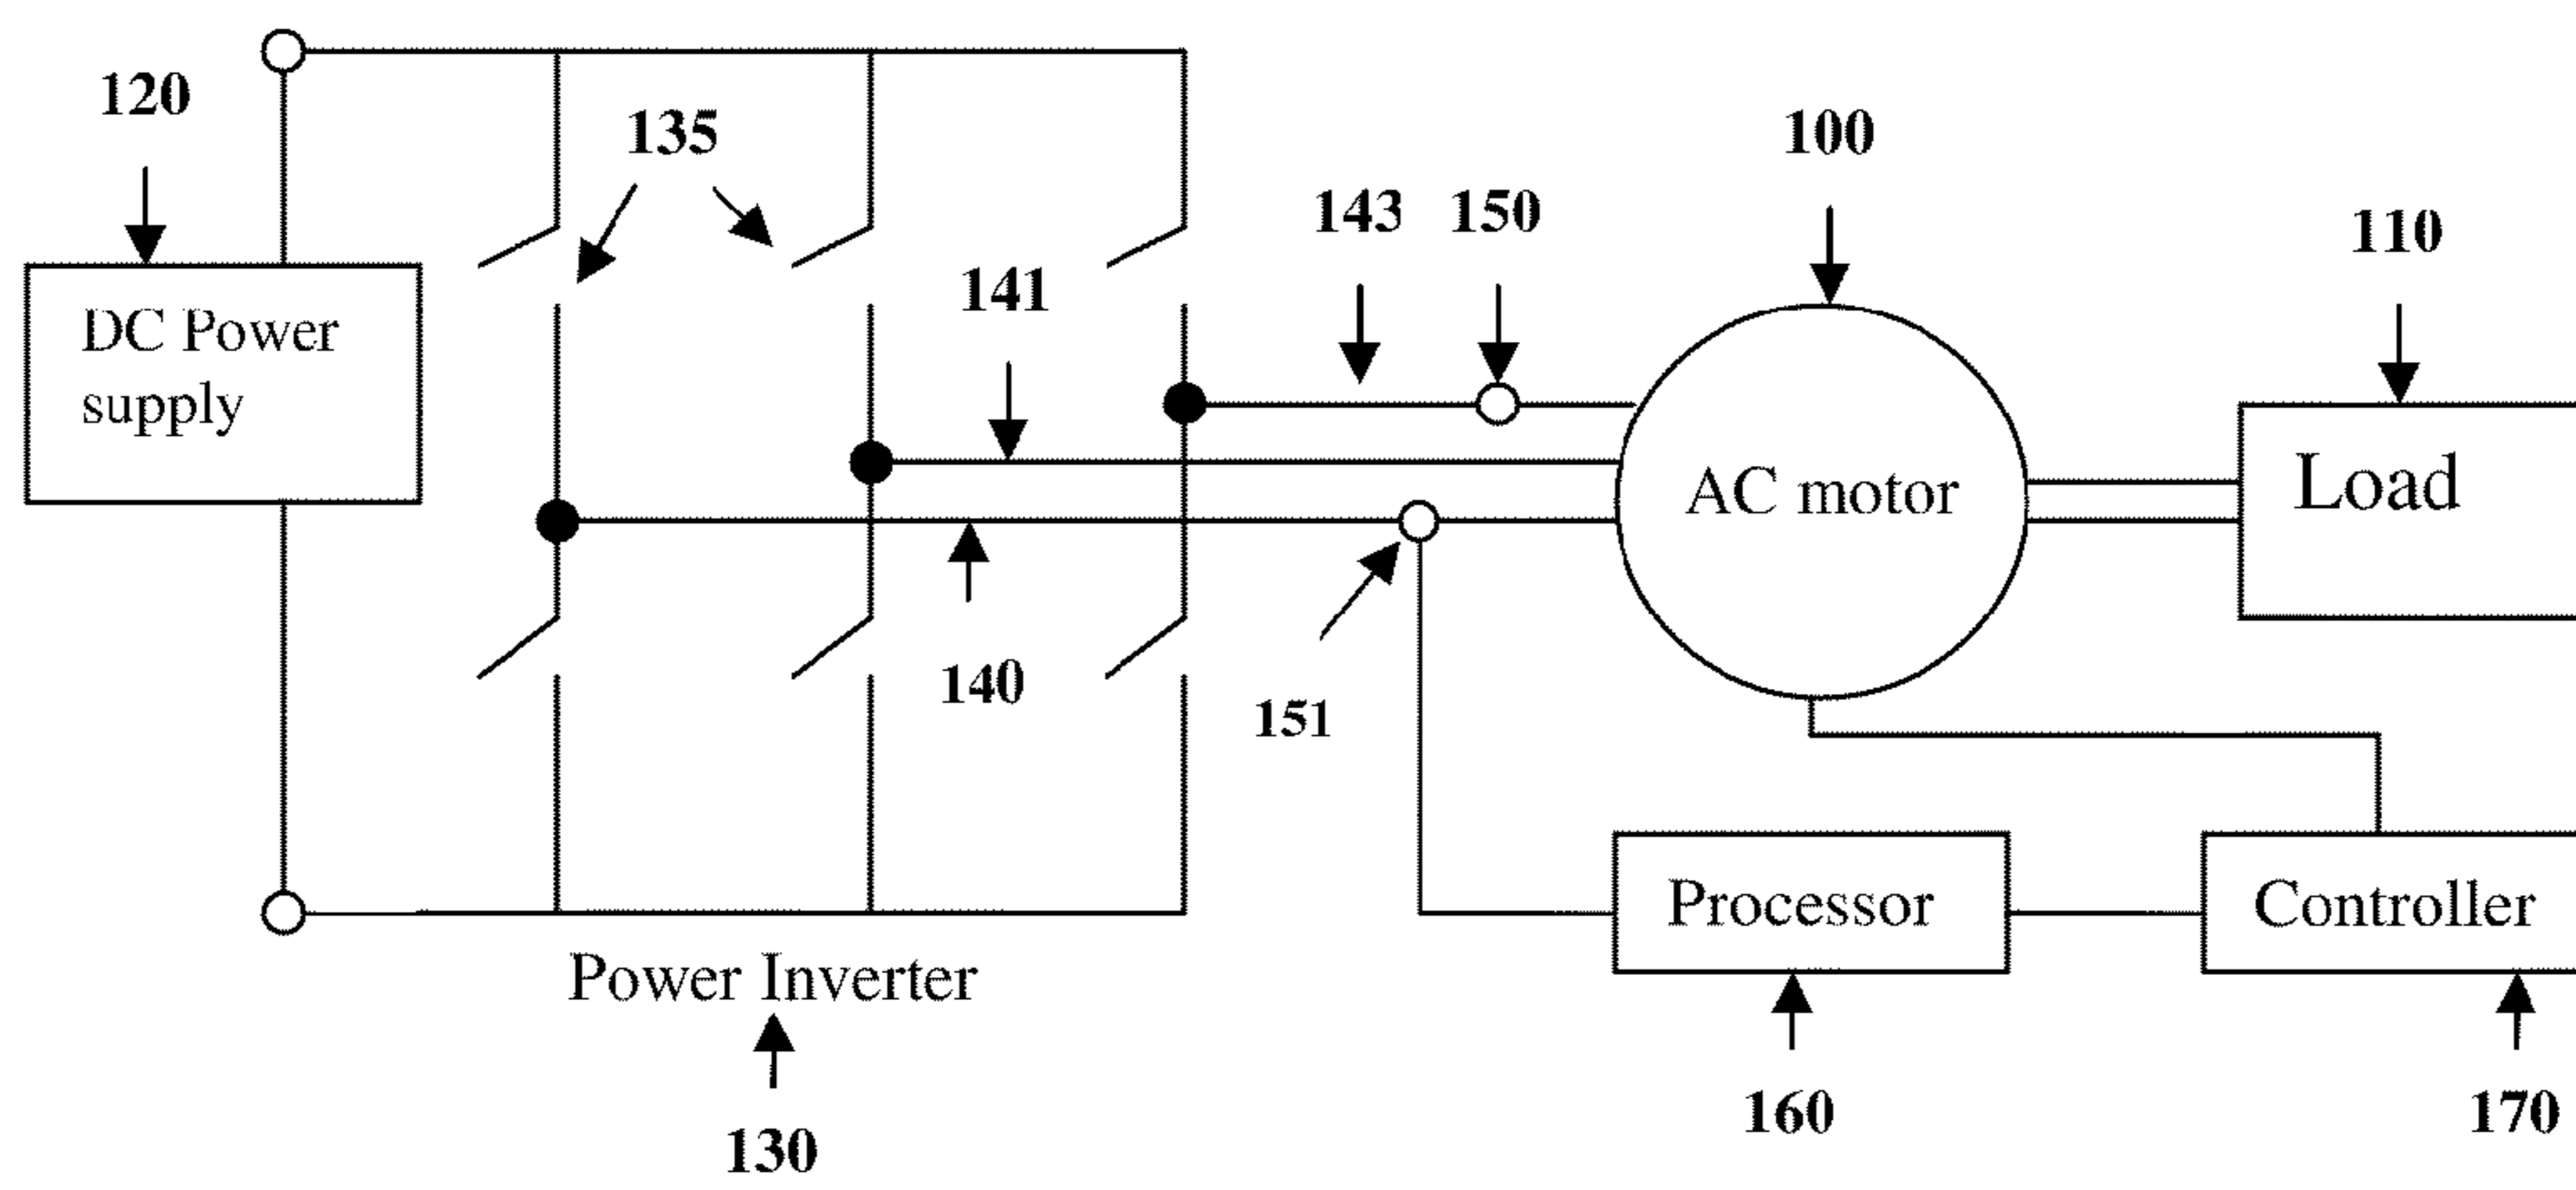 120
135
100
143
150
110
141
DC Power
supply
AC motor
Load
140
151
Processor
Controller
Power Inverter
130
160
170